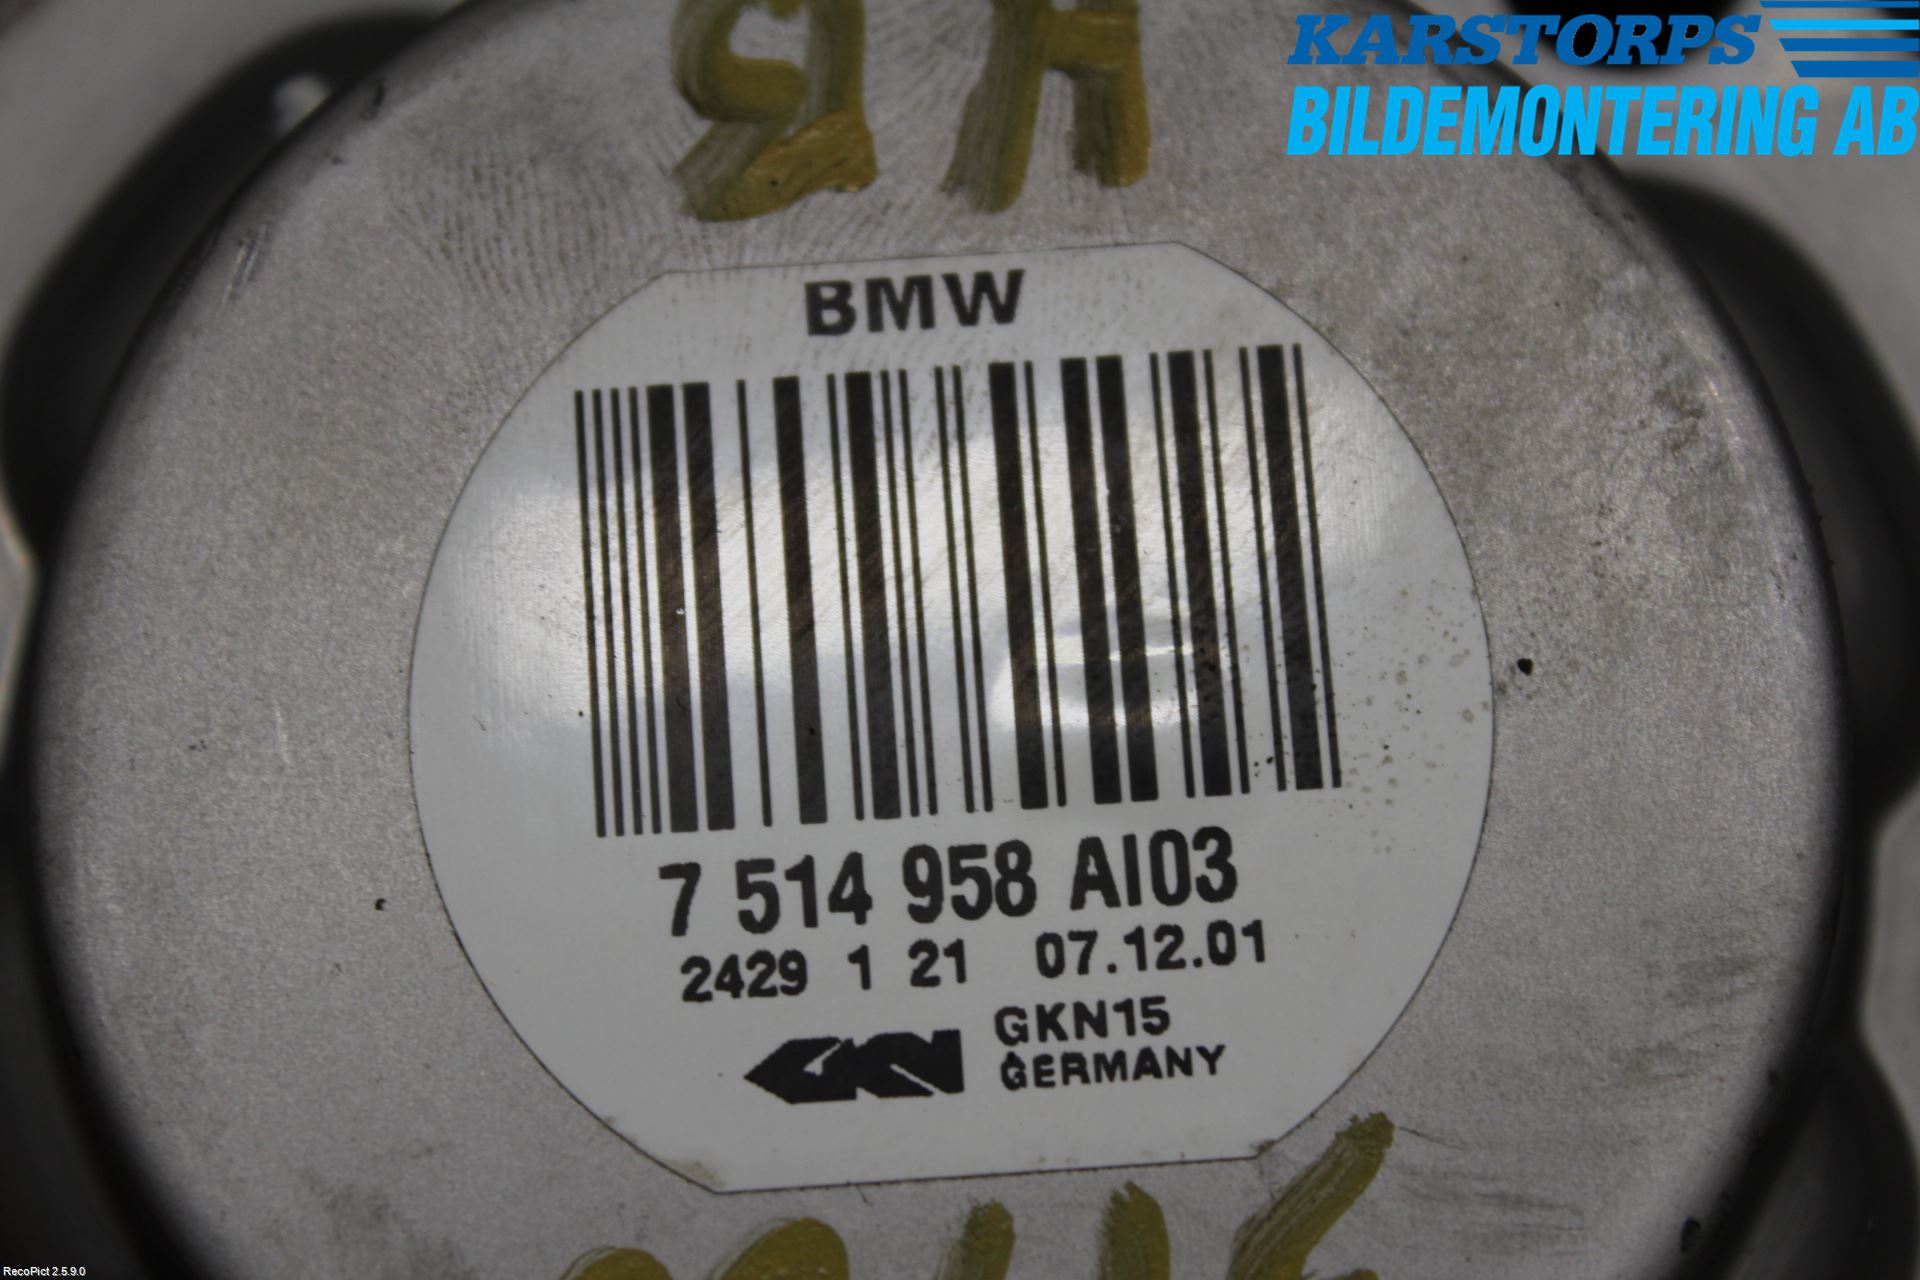 KARSTORPS
BILDEMONTERING AB
BMW
7 514 958 AI03
2429 1 21 07.12.01
GKN GKN15
GERMANY
RecoPict 2.5.9.0